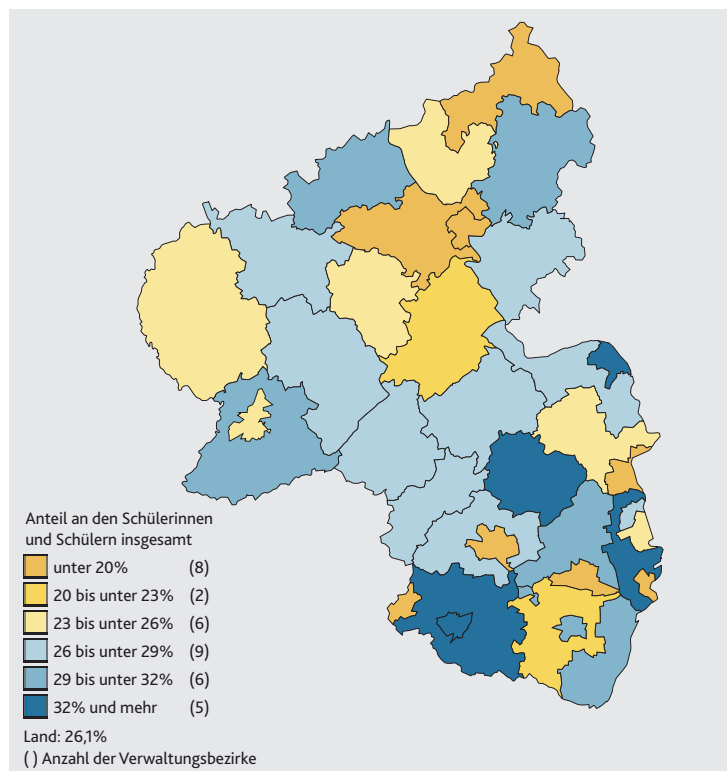 Anteil an den Schülerinnen
und Schülern insgesamt
unter 20% (8)
20 bis unter 23% (2)
23 bis unter 26% (6)
26 bis unter 29% (9)
29 bis unter 32% (6)
32% und mehr (5)
Land: 26,1%
( ) Anzahl der Verwaltungsbezirke